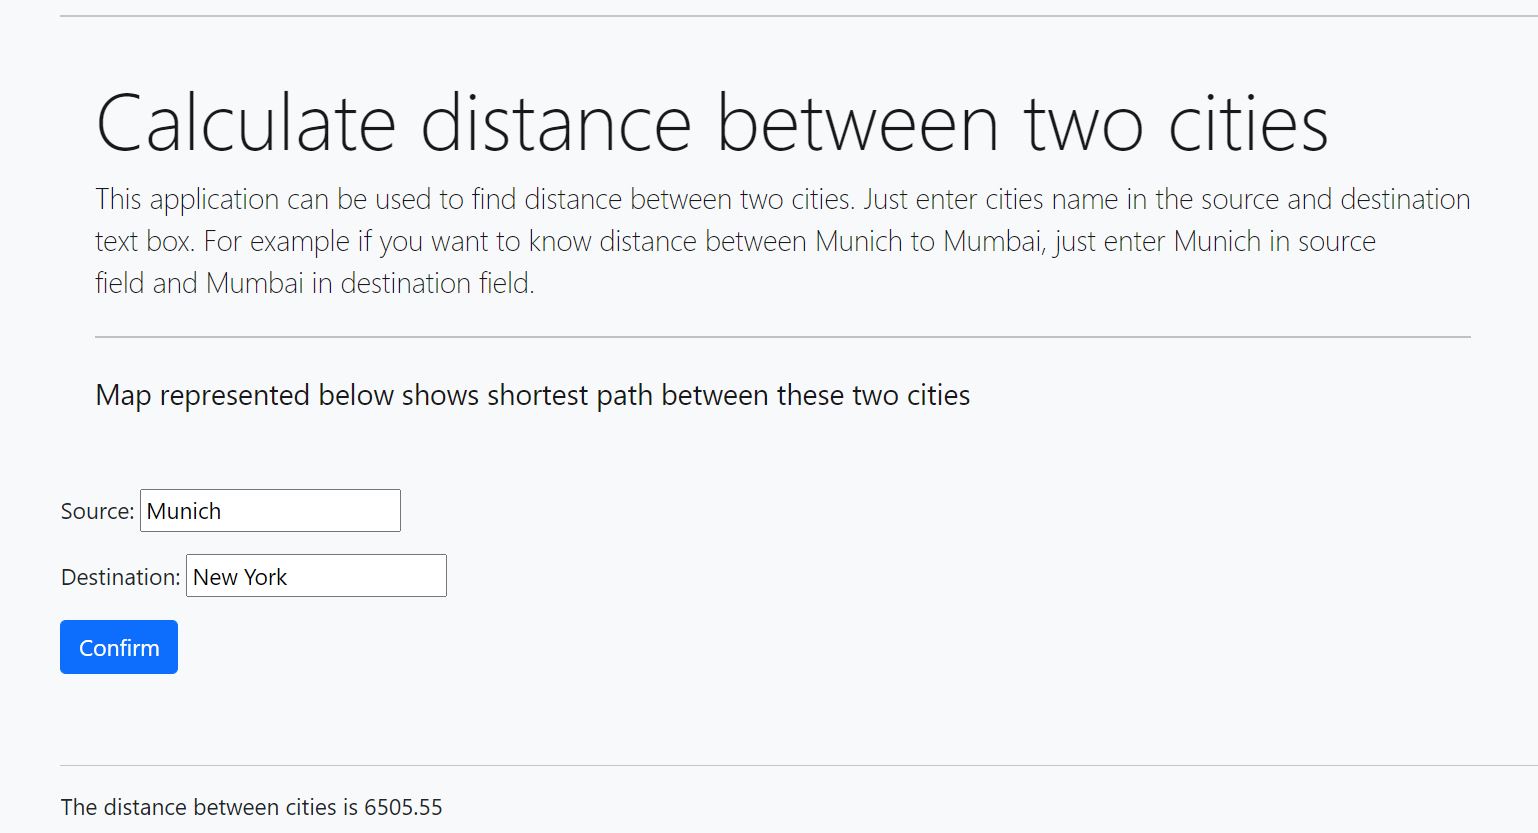 Calculate distance between two cities
This application can be used to find distance between two cities. Just enter cities name in the source and destination
text box. For example if you want to know distance between Munich to Mumbai, just enter Munich in source
field and Mumbai in destination field.
Map represented below shows shortest path between these two cities
Source: Munich
Destination: New York
Confirm
The distance between cities is 6505.55